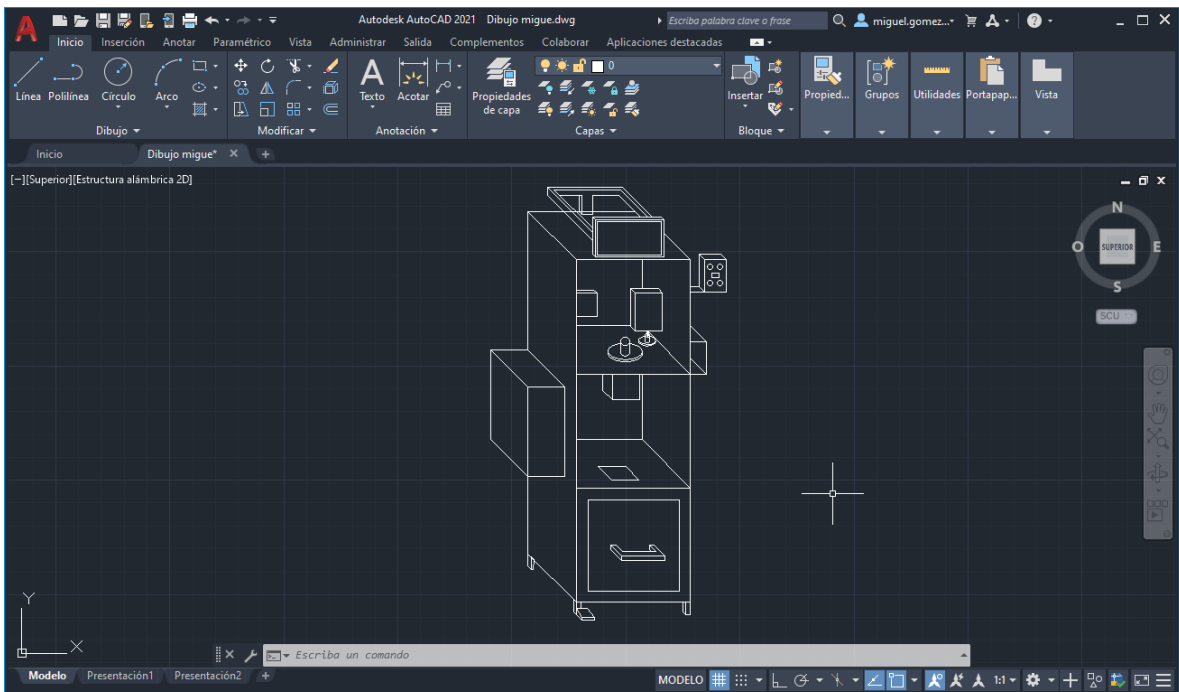 Autodesk AutoCAD 2021 Dibujo migue.dwg Escriba palabra clave o frase miguel.gomez...
Inicio Inserción Anotar Paramétrico Vista Administrar Salida Complementos Colaborar Aplicaciones destacadas
Línea Polilínea Círculo Arco
Texto Acotar
Propiedades de capa
0
Insertar
Propied... Grupos Utilidades Portapap... Vista
Dibujo Modificar Anotación Capas Bloque
Inicio Dibujo migue*
[−][Superior][Estructura alámbrica 2D]
N
O SUPERIOR E
S
SCU
Y
X
Escriba un comando
Modelo Presentación1 Presentación2 +
MODELO 1:1